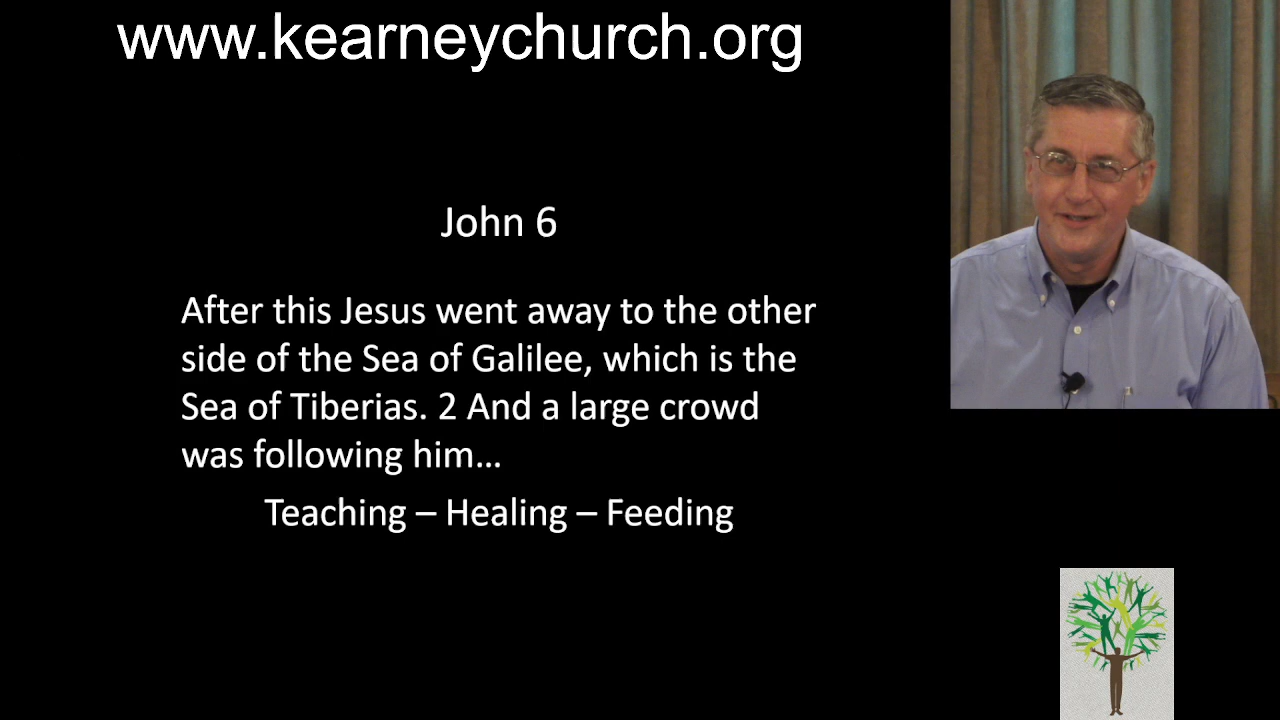 www.kearneychurch.org
John 6
After this Jesus went away to the other
side of the Sea of Galilee, which is the
Sea of Tiberias. 2 And a large crowd
was following him…
Teaching – Healing – Feeding